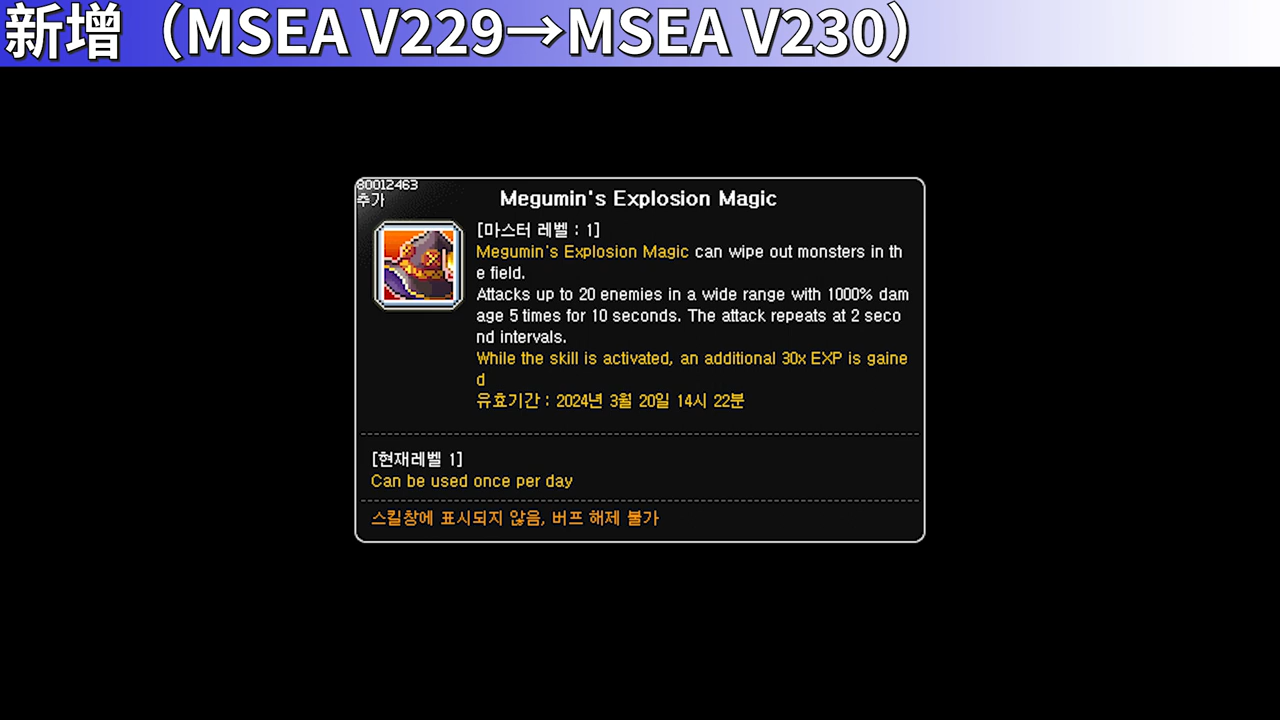 新增（MSEA V229→MSEA V230）
80012463
추가
Megumin's Explosion Magic
[마스터 레벨 : 1]
Megumin's Explosion Magic can wipe out monsters in th
e field.
Attacks up to 20 enemies in a wide range with 1000% dam
age 5 times for 10 seconds. The attack repeats at 2 seco
nd intervals.
While the skill is activated, an additional 30x EXP is gaine
d
유효기간 : 2024년 3월 20일 14시 22분
[현재레벨 1]
Can be used once per day
스킬창에 표시되지 않음, 버프 해제 불가